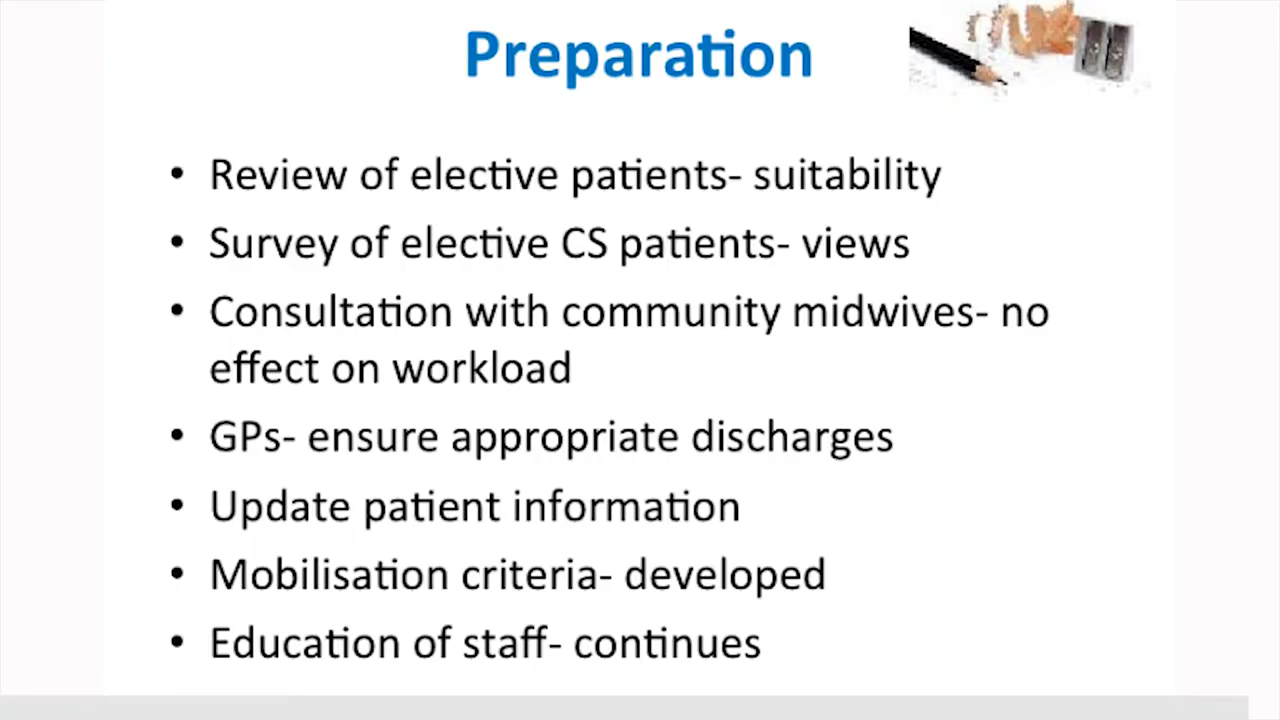 Preparation
• Review of elective patients- suitability
• Survey of elective CS patients- views
• Consultation with community midwives- no
effect on workload
• GPs- ensure appropriate discharges
• Update patient information
• Mobilisation criteria- developed
• Education of staff- continues